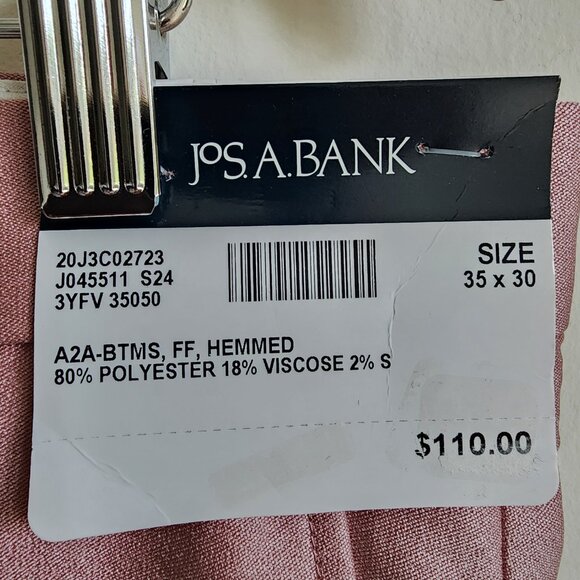 JOS. A. BANK
20J3C02723
J045511 S24
3YFV 35050
SIZE
35 x 30
A2A-BTMS, FF, HEMMED
80% POLYESTER 18% VISCOSE 2% S
$110.00